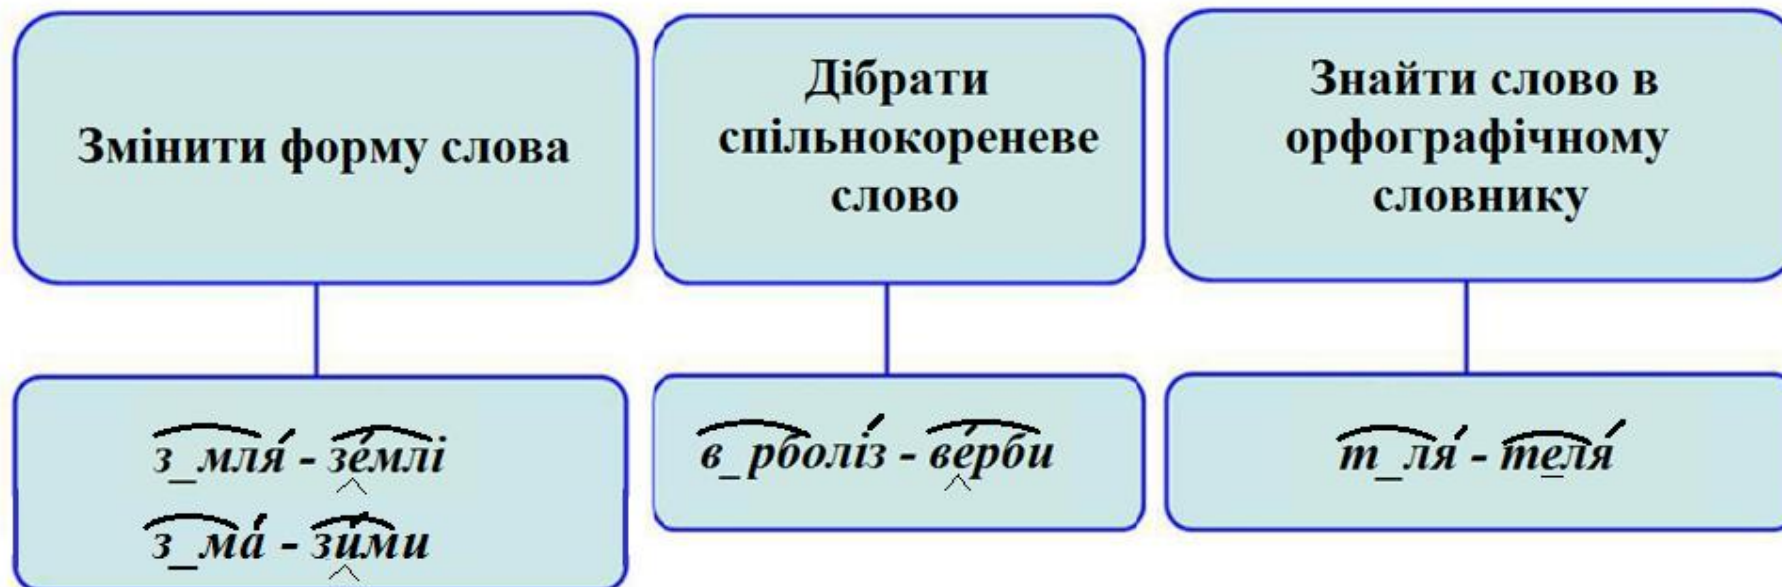 Змінити форму слова
Дібрати
спільнокореневе
слово
Знайти слово в
орфографічному
словнику
з_мля́ - зе́млі
з_ма́ - зи́ми
в_рболі́з - ве́рби
т_ля́ - теля́